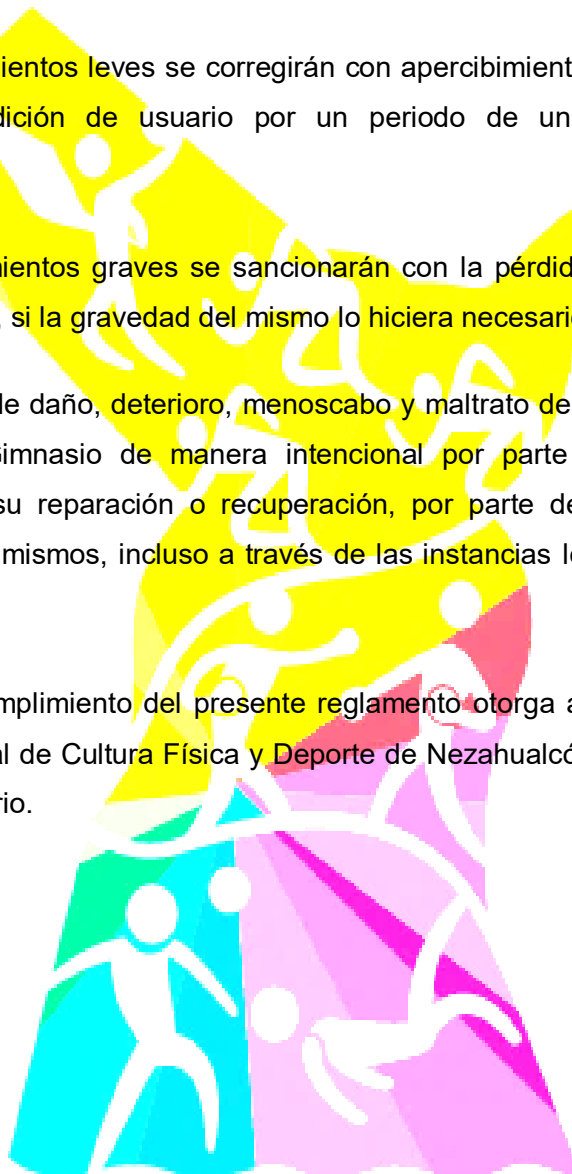 ientos leves se corregirán con apercibimient
dición de usuario por un periodo de un
nientos graves se sancionarán con la pérdid
, si la gravedad del mismo lo hiciera necesario
le daño, deterioro, menoscabo y maltrato de
Gimnasio de manera intencional por parte
su reparación o recuperación, por parte de
mismos, incluso a través de las instancias le
mplimiento del presente reglamento otorga a
al de Cultura Física y Deporte de Nezahualcó
rio.